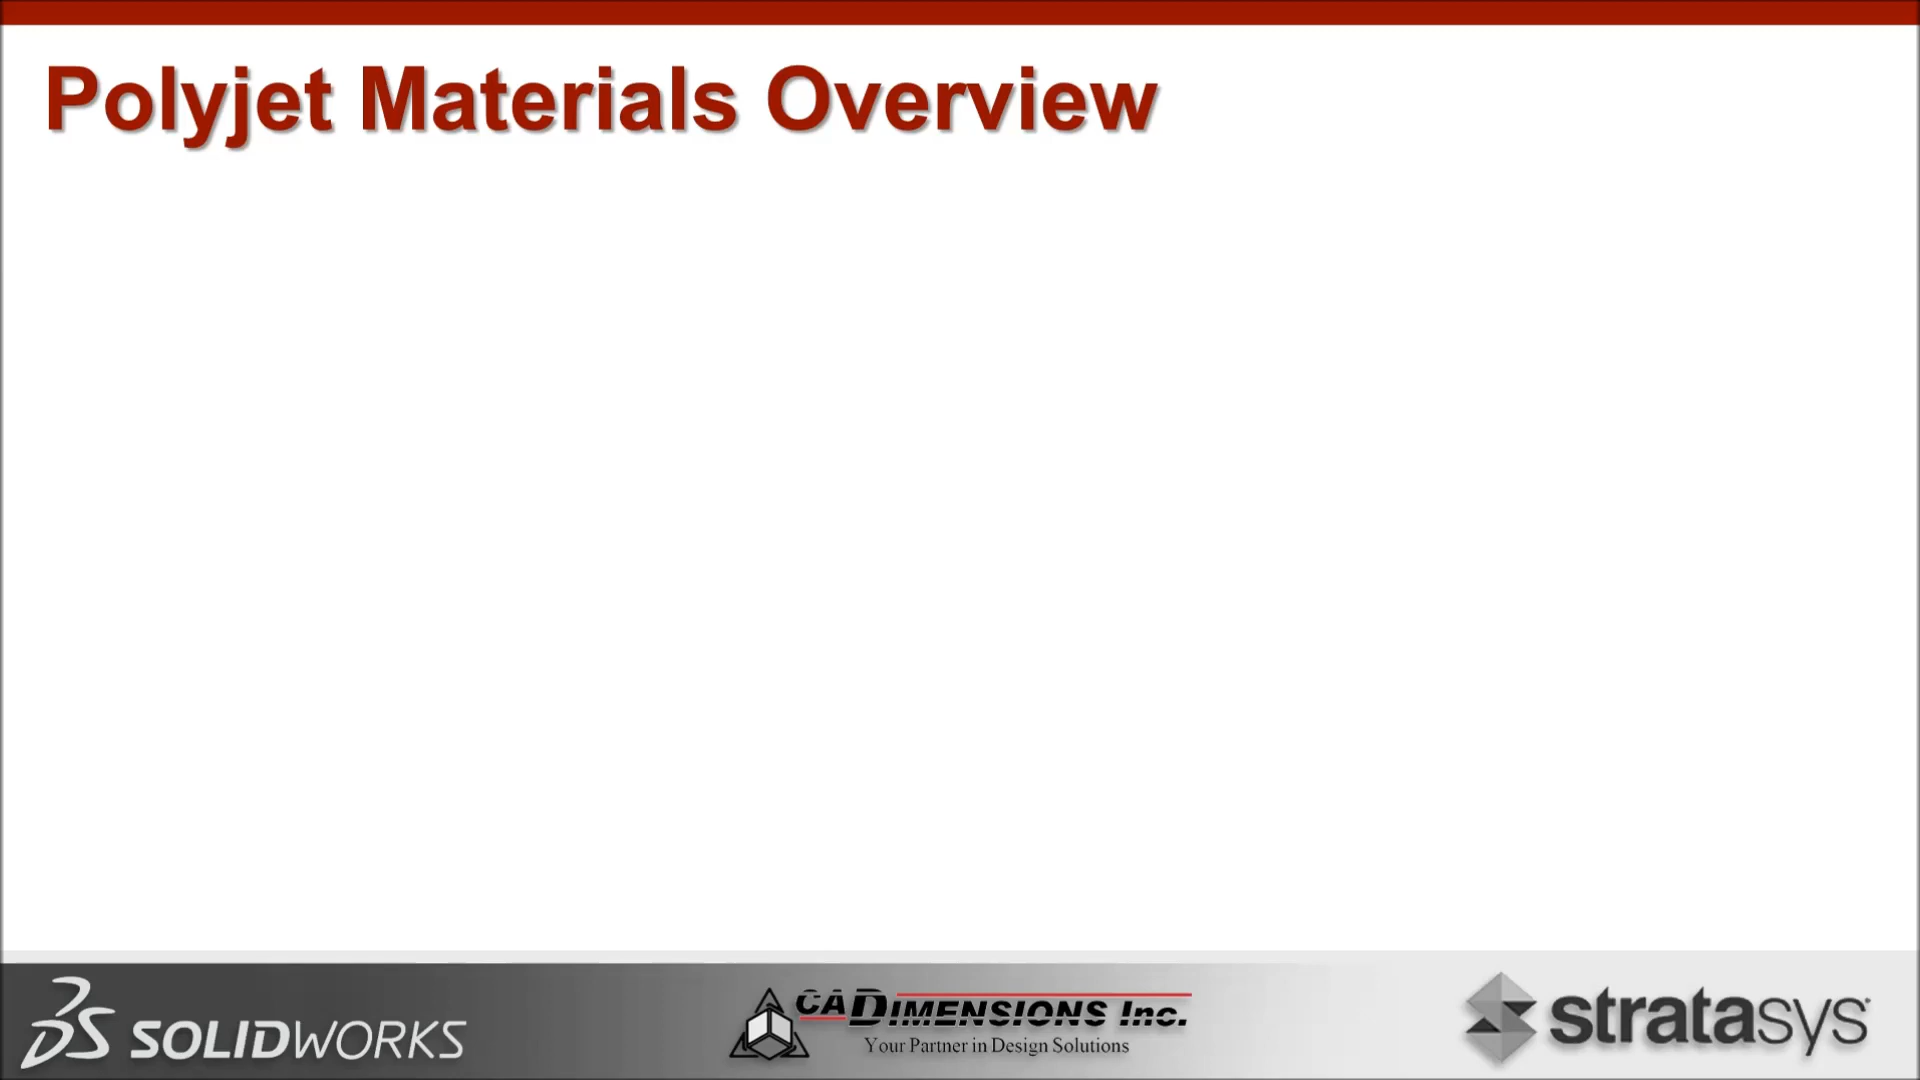 Polyjet Materials Overview
SOLIDWORKS
CADIMENSIONS Inc.
Your Partner in Design Solutions
stratasys